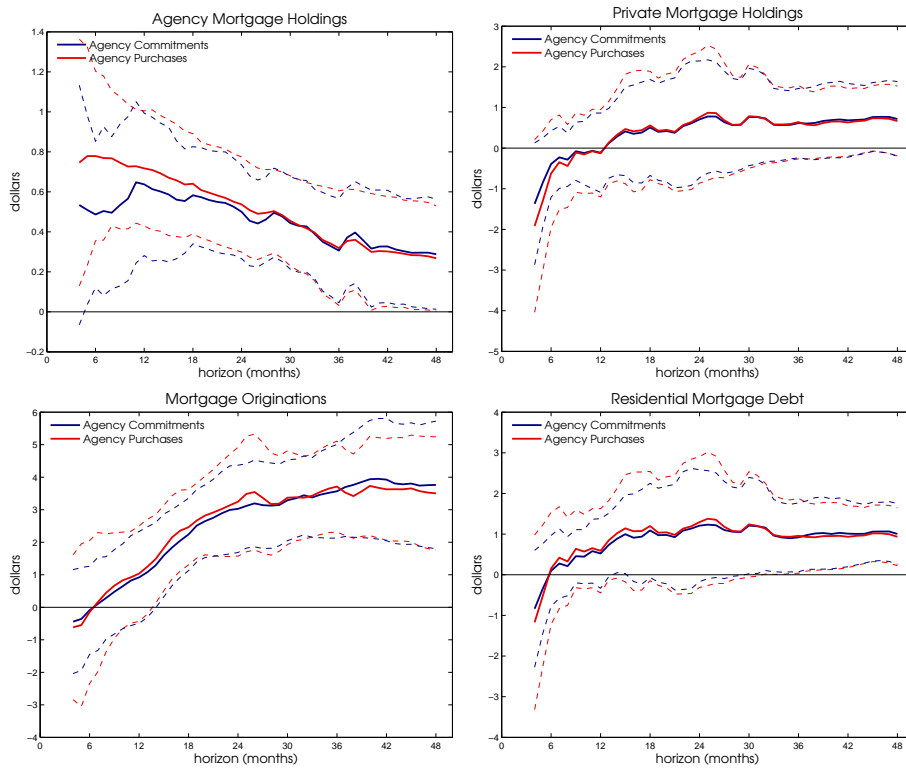 Agency Mortgage Holdings
Agency Commitments
Agency Purchases
1.4
1.2
1
0.8
0.6
0.4
0.2
0
−0.2
dollars
0 6 12 18 24 30 36 42 48
horizon (months)
Private Mortgage Holdings
Agency Commitments
Agency Purchases
3
2
1
0
−1
−2
−3
−4
−5
dollars
0 6 12 18 24 30 36 42 48
horizon (months)
Mortgage Originations
Agency Commitments
Agency Purchases
6
5
4
3
2
1
0
−1
−2
−3
−4
dollars
0 6 12 18 24 30 36 42 48
horizon (months)
Residential Mortgage Debt
Agency Commitments
Agency Purchases
4
3
2
1
0
−1
−2
−3
−4
dollars
0 6 12 18 24 30 36 42 48
horizon (months)